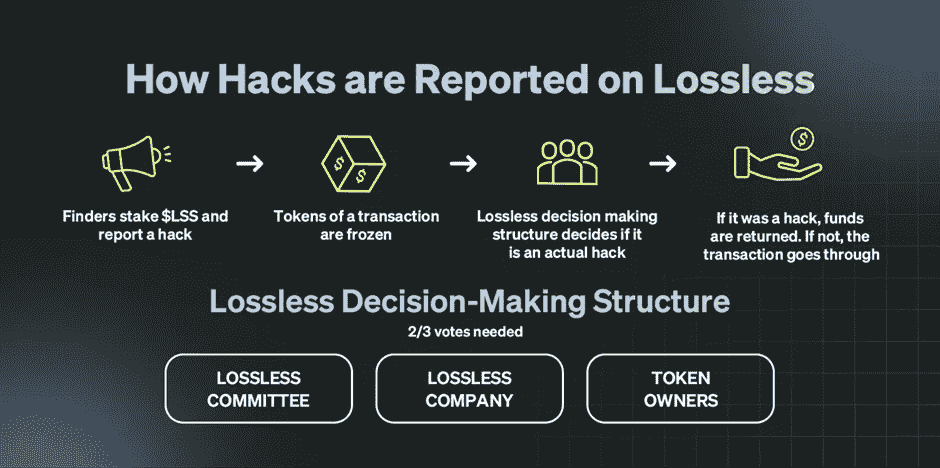 How Hacks are Reported on Lossless
Finders stake $LSS and
report a hack
Tokens of a transaction
are frozen
Lossless decision making
structure decides if it
is an actual hack
If it was a hack, funds
are returned. If not, the
transaction goes through
$
$
$
Lossless Decision-Making Structure
2/3 votes needed
LOSSLESS
COMMITTEE
LOSSLESS
COMPANY
TOKEN
OWNERS